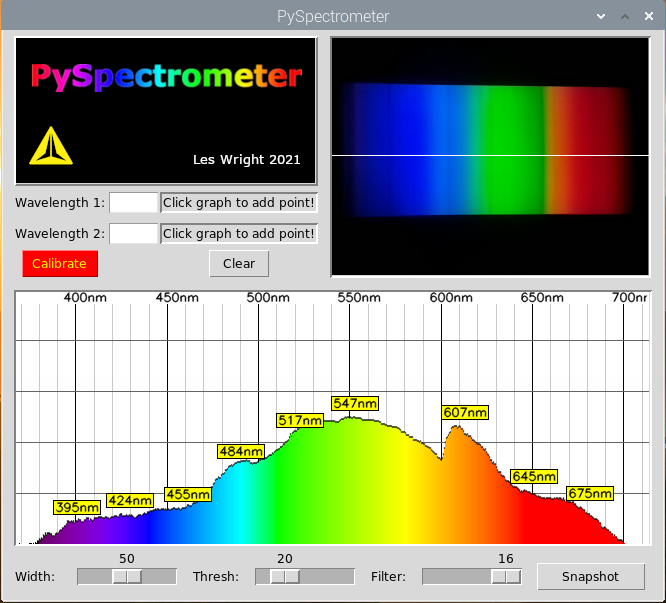 PySpectrometer
PySpectrometer
Les Wright 2021
Wavelength 1: Click graph to add point!
Wavelength 2: Click graph to add point!
Calibrate Clear
400nm 450nm 500nm 550nm 600nm 650nm 700nr
547nm
607nm
517nm
484nm
645nm
455nm 675nm
424nm
395nm
50 20 16
Width: Thresh: Filter: Snapshot